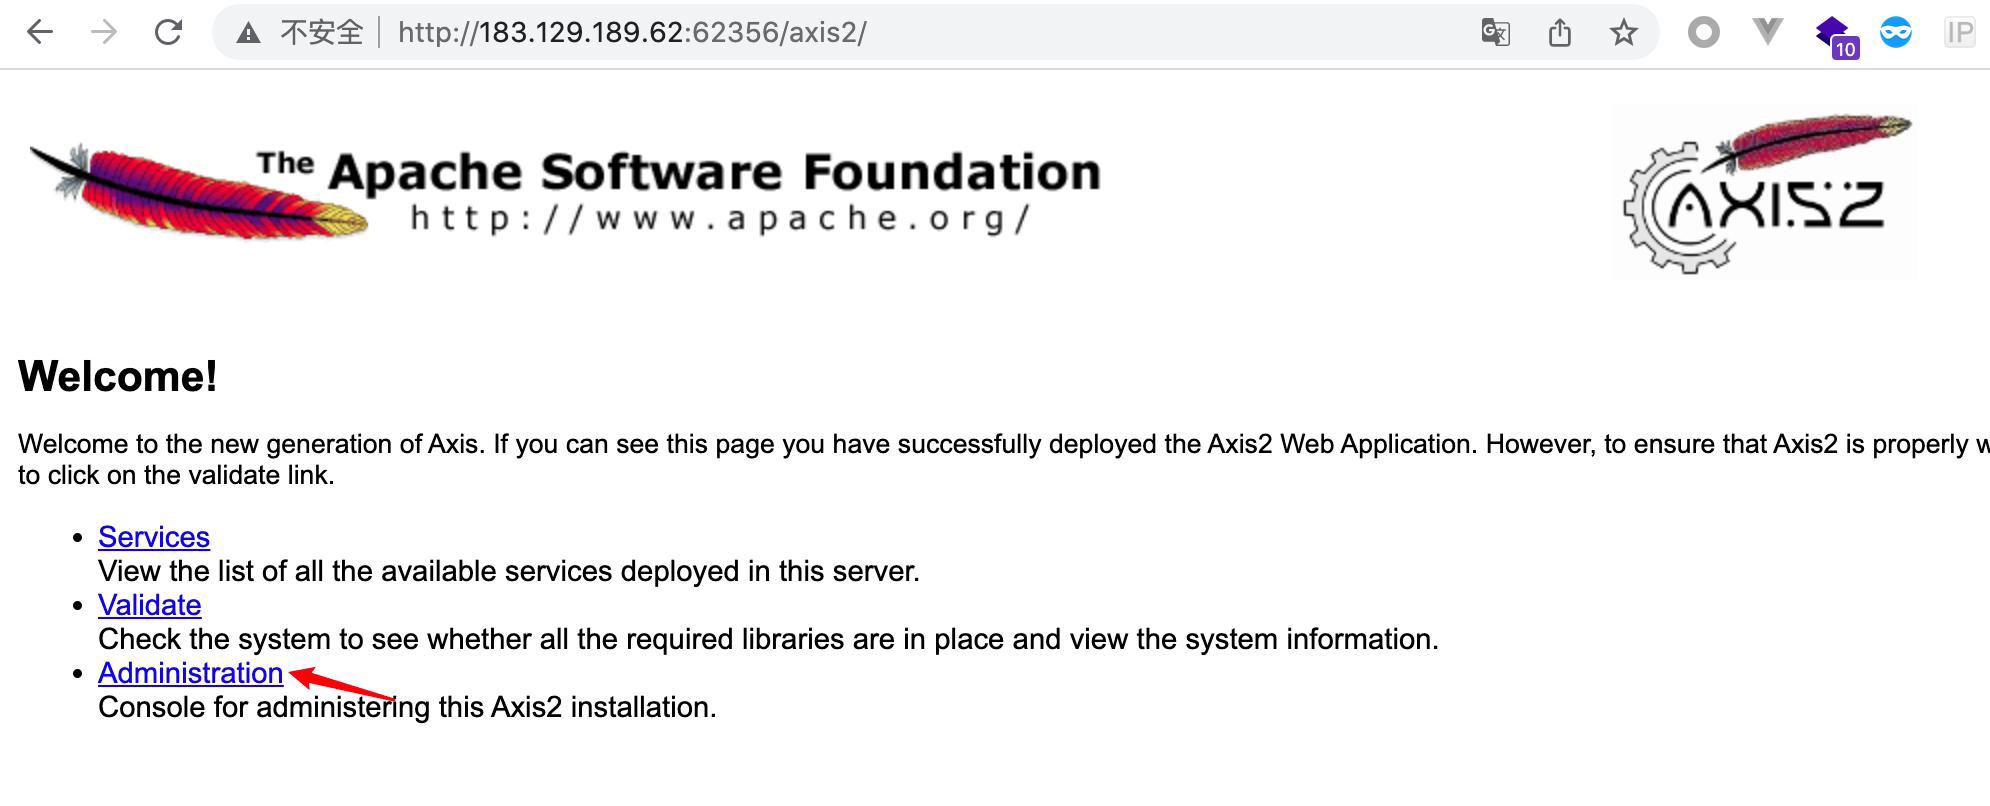 不安全 http://183.129.189.62:62356/axis2/
10
IP
The Apache Software Foundation
http://www.apache.org/
AXIS2
Welcome!
Welcome to the new generation of Axis. If you can see this page you have successfully deployed the Axis2 Web Application. However, to ensure that Axis2 is properly w
to click on the validate link.
• Services
View the list of all the available services deployed in this server.
• Validate
Check the system to see whether all the required libraries are in place and view the system information.
• Administration
Console for administering this Axis2 installation.